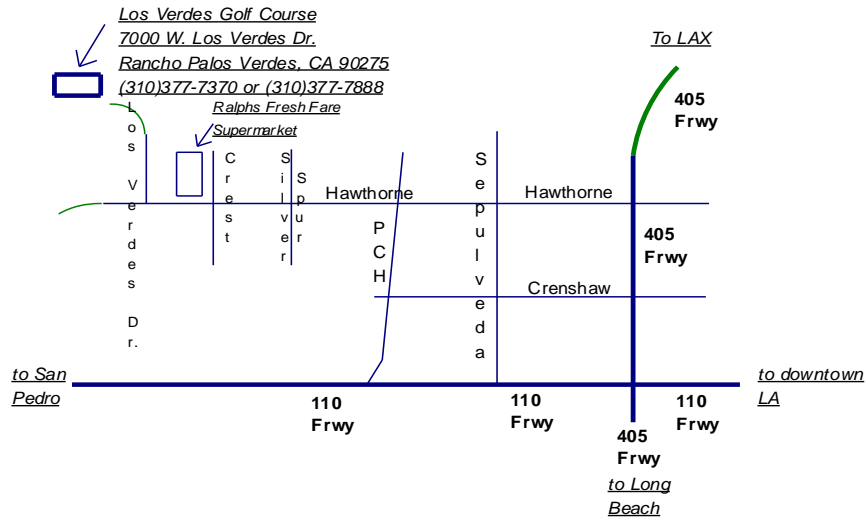 Los Verdes Golf Course
7000 W. Los Verdes Dr.
Rancho Palos Verdes, CA 90275
(310)377-7370 or (310)377-7888
To LAX
Ralphs Fresh Fare
Supermarket
405
Frwy
Los Verdes Dr.
Crest
Silver
Spur
Hawthorne
PCH
Sepulveda
Hawthorne
405
Frwy
Crenshaw
to San
Pedro
110
Frwy
110
Frwy
405
Frwy
110
Frwy
to downtown
LA
to Long
Beach